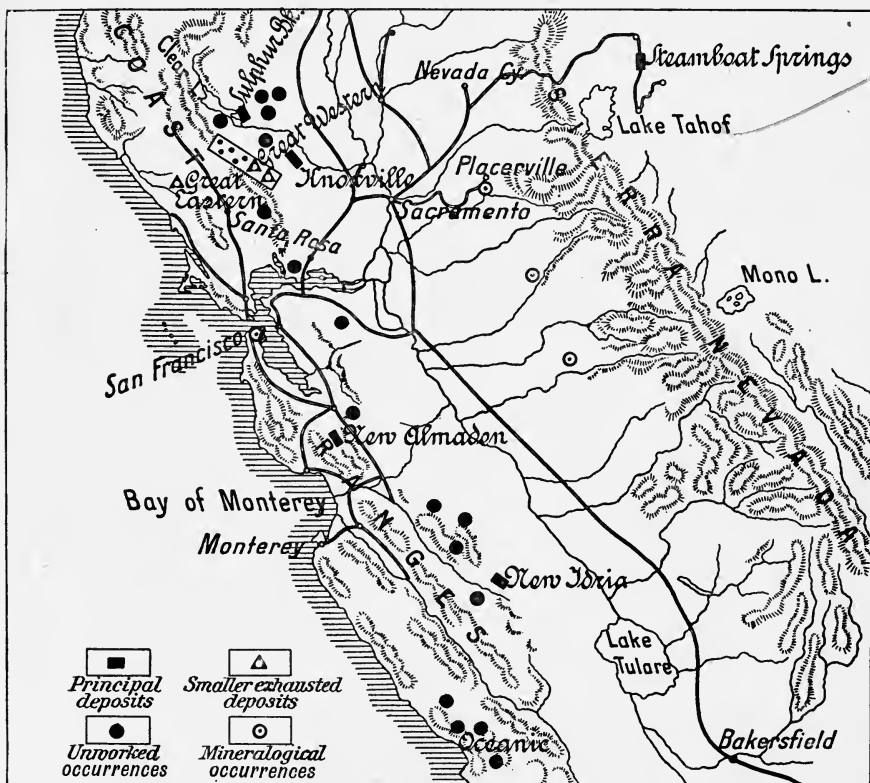 COAST
Clear L.
Sulphur Bk.
Great Western
Nevada Cy.
Steamboat Springs
Lake Tahof
SIERRA NEVADA
Great
Eastern
Knoxville
Placerville
Sacramento
Santa Rosa
Mono L.
San Francisco
New Almaden
RANGES
Bay of Monterey
Monterey
New Idria
Lake
Tulare
Oceanic
Bakersfield
Principal
deposits
Smaller exhausted
deposits
Unworked
occurrences
Mineralogical
occurrences